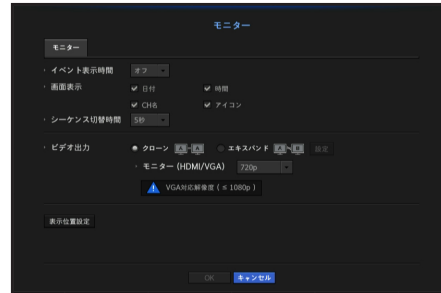 モニター
モニター
・イベント表示時間 オフ
・画面表示 日付 時間
CH名 アイコン
・シーケンス切替時間 5秒
・ビデオ出力 クローン A A エキスパンド A B 設定
・モニター (HDMI/VGA) 720p
VGA対応解像度 ( ≤ 1080p )
表示位置設定
OK キャンセル